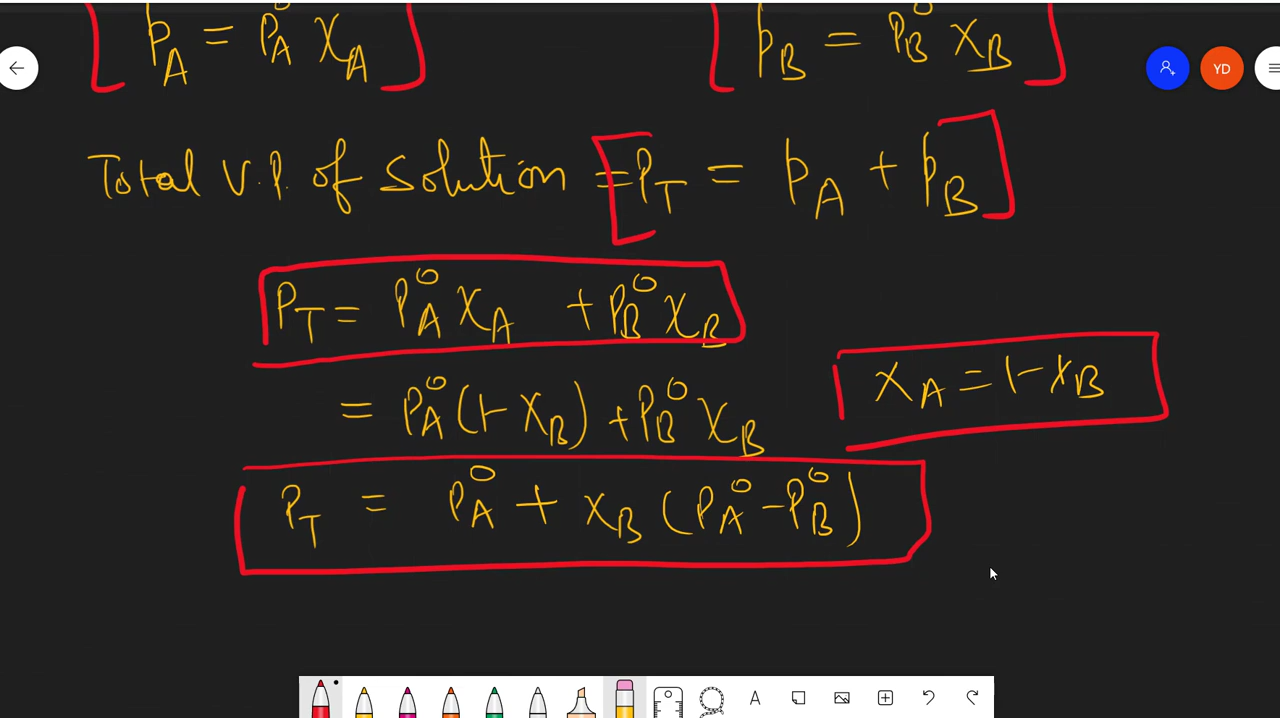 p_A = p_A^0 x_A    p_B = p_B^0 x_B
YD
Total V.P. of solution = P_T = p_A + p_B
P_T = P_A^0 x_A + P_B^0 x_B
x_A = 1 - x_B
= P_A^0 (1 - x_B) + P_B^0 x_B
P_T = P_A^0 + x_B (P_A^0 - P_B^0)
A